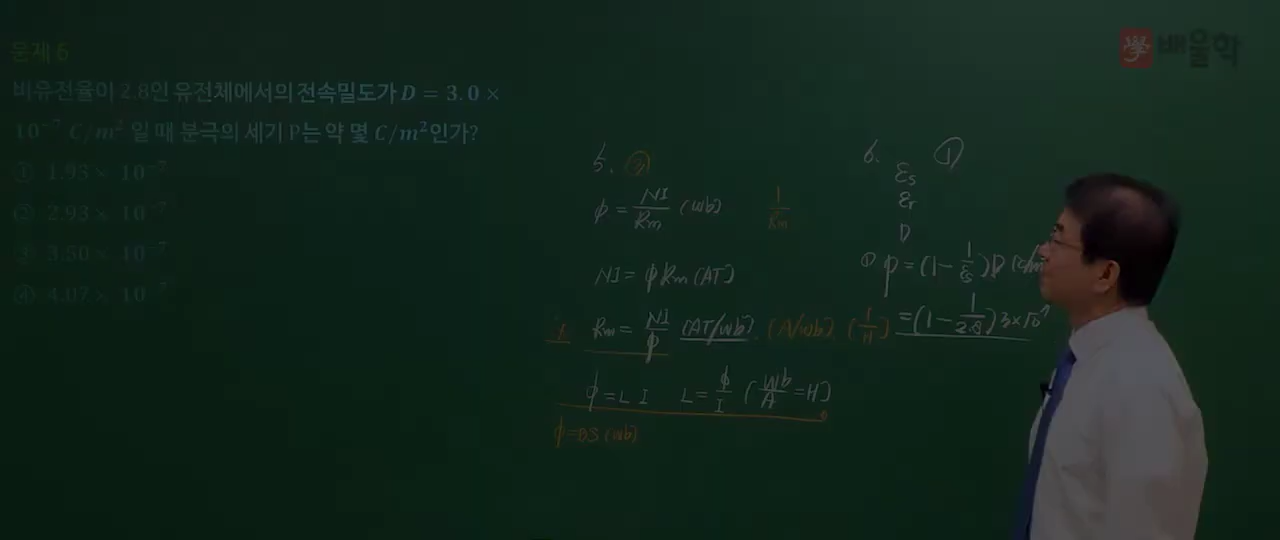 배울학
문제 6
비유전율이 2.8인 유전체에서의 전속밀도가 D = 3.0 ×
10⁻⁷ C/m² 일 때 분극의 세기 P는 약 몇 C/m²인가?
① 1.93 × 10⁻⁷
② 2.93 × 10⁻⁷
③ 3.50 × 10⁻⁷
④ 4.07 × 10⁻⁷
5. ③
φ = NI/Rm (wb) 1/Rm
NI = φRm (AT)
Rm = NI/φ (AT/wb) (A/wb) (1/H)
φ = L I L = φ/I (Wb/A = H)
φ = BS (wb)
6. ①
εs
εr
D
① P = (1 - 1/εs) D
= (1 - 1/2.8) 3×10⁻⁷